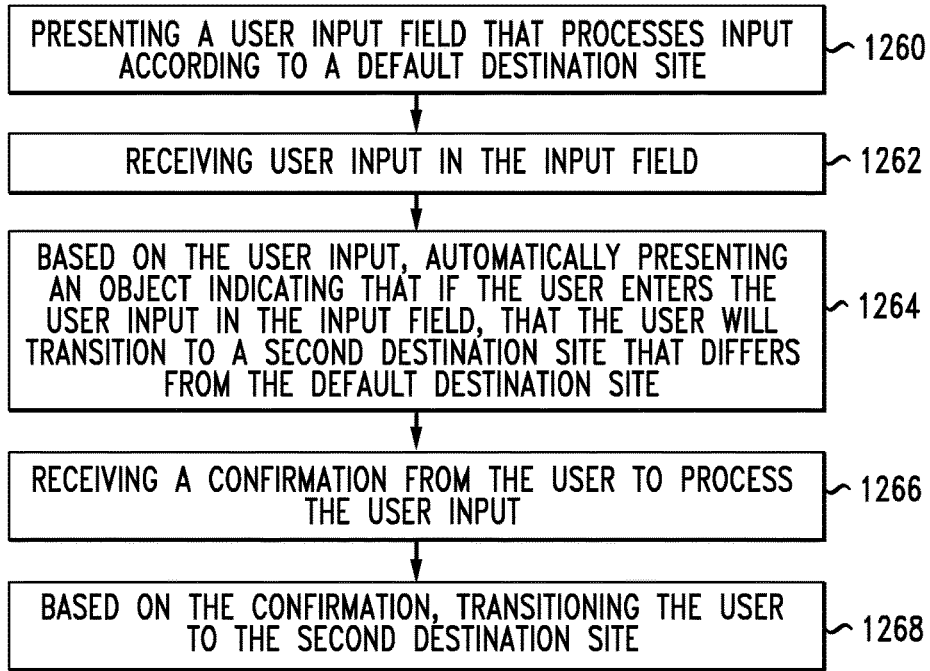 PRESENTING A USER INPUT FIELD THAT PROCESSES INPUT
ACCORDING TO A DEFAULT DESTINATION SITE
1260
RECEIVING USER INPUT IN THE INPUT FIELD
1262
BASED ON THE USER INPUT, AUTOMATICALLY PRESENTING
AN OBJECT INDICATING THAT IF THE USER ENTERS THE
USER INPUT IN THE INPUT FIELD, THAT THE USER WILL
TRANSITION TO A SECOND DESTINATION SITE THAT DIFFERS
FROM THE DEFAULT DESTINATION SITE
1264
RECEIVING A CONFIRMATION FROM THE USER TO PROCESS
THE USER INPUT
1266
BASED ON THE CONFIRMATION, TRANSITIONING THE USER
TO THE SECOND DESTINATION SITE
1268